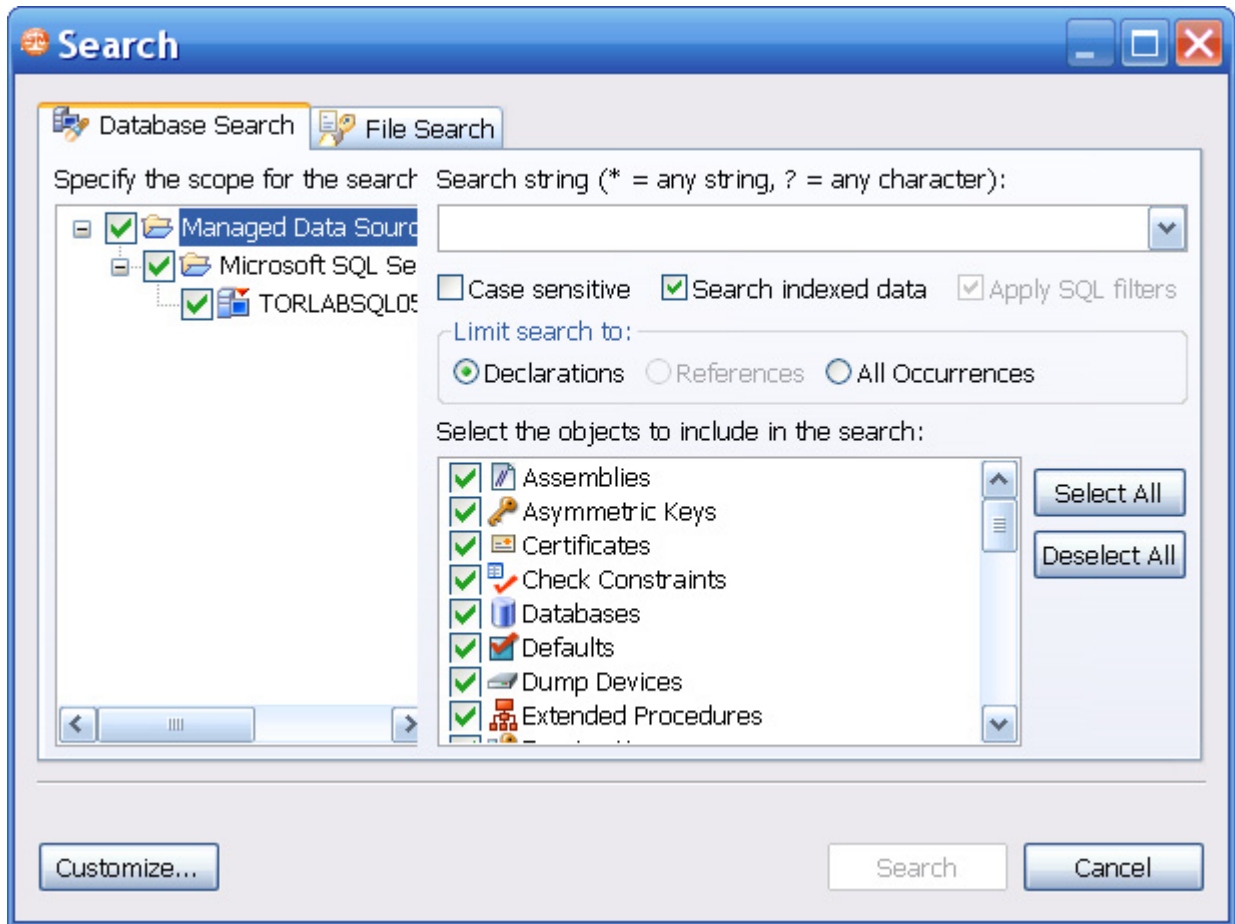 Search
Database Search
File Search
Specify the scope for the search
Managed Data Sourc
Microsoft SQL Se
TORLABSQL05
Search string (* = any string, ? = any character):
Case sensitive
Search indexed data
Apply SQL filters
Limit search to:
Declarations
References
All Occurrences
Select the objects to include in the search:
Assemblies
Asymmetric Keys
Certificates
Check Constraints
Databases
Defaults
Dump Devices
Extended Procedures
Select All
Deselect All
Customize...
Search
Cancel